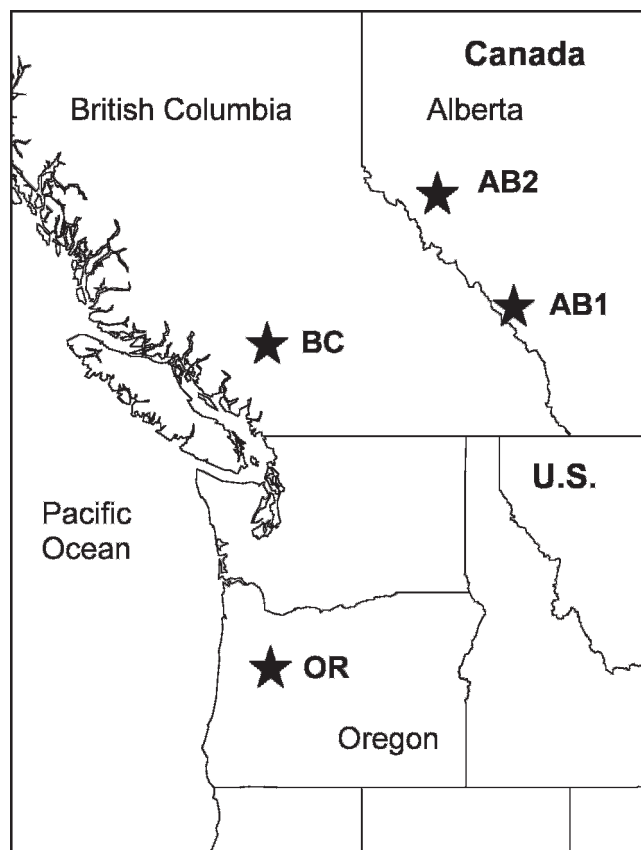 Canada
British Columbia
Alberta
AB2
AB1
BC
U.S.
Pacific
Ocean
OR
Oregon